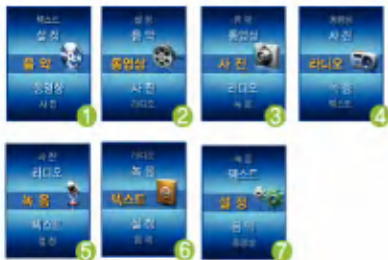 텍스트
설정
음악
동영상
사진
1
설정
음악
동영상
사진
라디오
2
음악
동영상
사진
라디오
녹음
3
동영상
사진
라디오
녹음
텍스트
4
사진
라디오
녹음
텍스트
설정
5
라디오
녹음
텍스트
설정
음악
6
녹음
텍스트
설정
음악
동영상
7